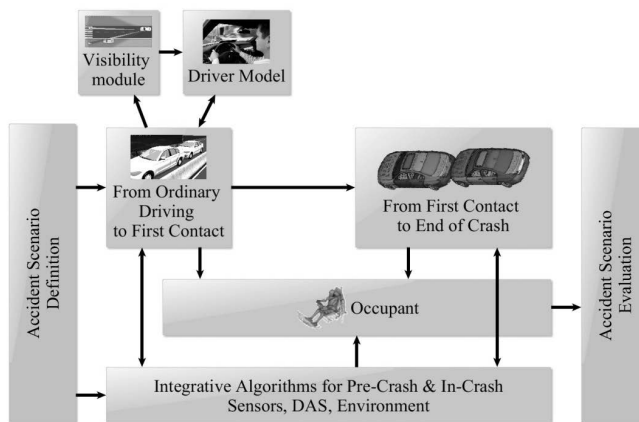 Visibility
module
Driver Model
Accident Scenario
Definition
From Ordinary
Driving
to First Contact
From First Contact
to End of Crash
Occupant
Accident Scenario
Evaluation
Integrative Algorithms for Pre-Crash & In-Crash
Sensors, DAS, Environment